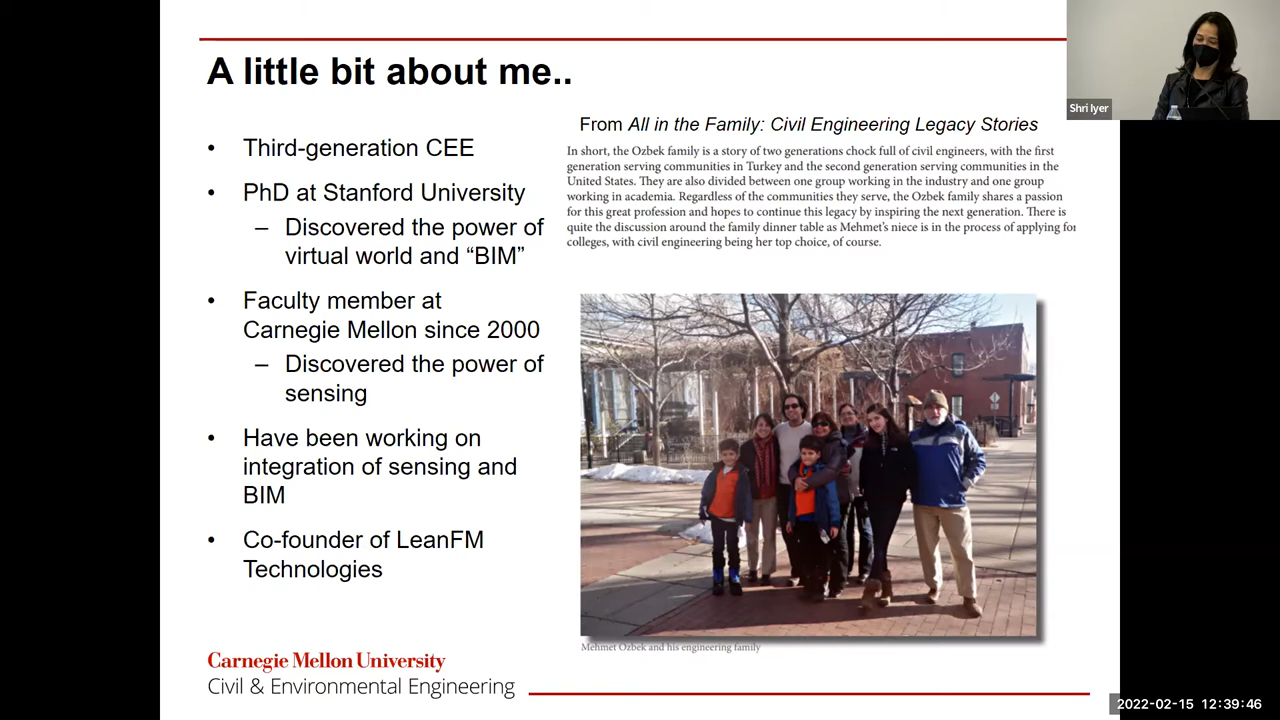 A little bit about me..
Shri Iyer
• Third-generation CEE
• PhD at Stanford University
– Discovered the power of
virtual world and “BIM”
• Faculty member at
Carnegie Mellon since 2000
– Discovered the power of
sensing
• Have been working on
integration of sensing and
BIM
• Co-founder of LeanFM
Technologies
From All in the Family: Civil Engineering Legacy Stories
In short, the Ozbek family is a story of two generations chock full of civil engineers, with the first
generation serving communities in Turkey and the second generation serving communities in the
United States. They are also divided between one group working in the industry and one group
working in academia. Regardless of the communities they serve, the Ozbek family shares a passion
for this great profession and hopes to continue this legacy by inspiring the next generation. There is
quite the discussion around the family dinner table as Mehmet’s niece is in the process of applying for
colleges, with civil engineering being her top choice, of course.
Mehmet Ozbek and his engineering family
Carnegie Mellon University
Civil & Environmental Engineering
2022-02-15 12:39:46